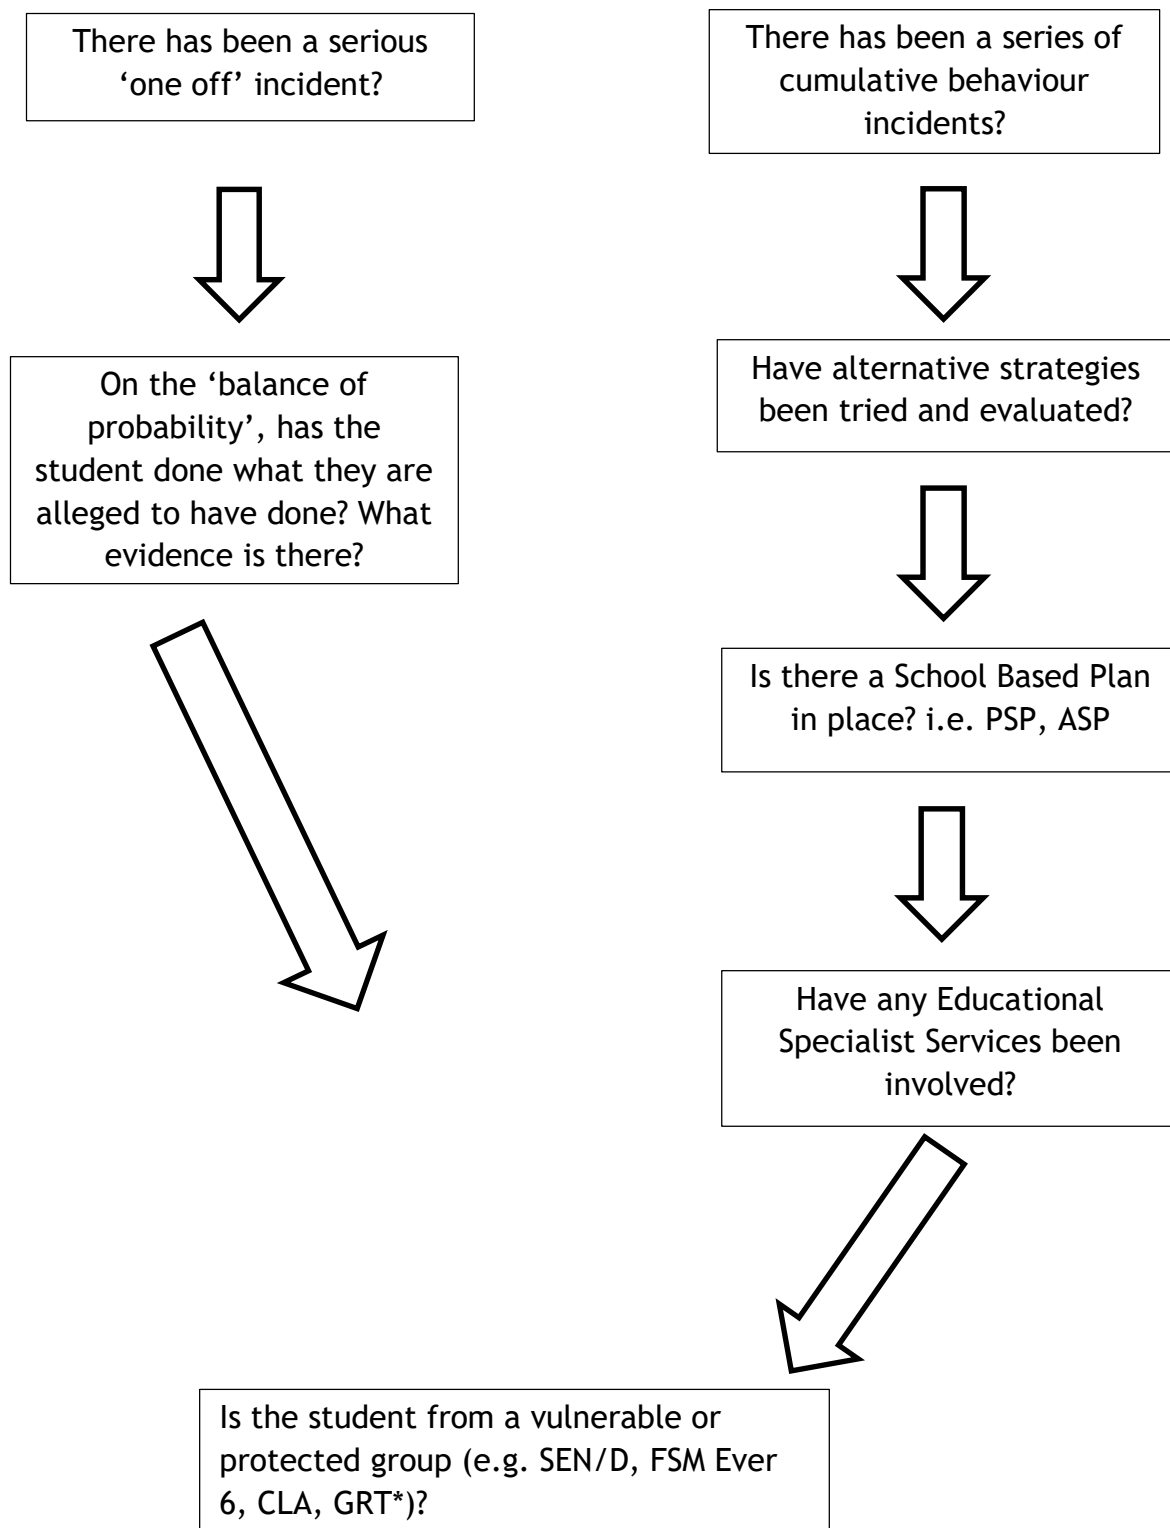 There has been a serious
‘one off’ incident?
On the ‘balance of
probability’, has the
student done what they are
alleged to have done? What
evidence is there?
There has been a series of
cumulative behaviour
incidents?
Have alternative strategies
been tried and evaluated?
Is there a School Based Plan
in place? i.e. PSP, ASP
Have any Educational
Specialist Services been
involved?
Is the student from a vulnerable or
protected group (e.g. SEN/D, FSM Ever
6, CLA, GRT*)?